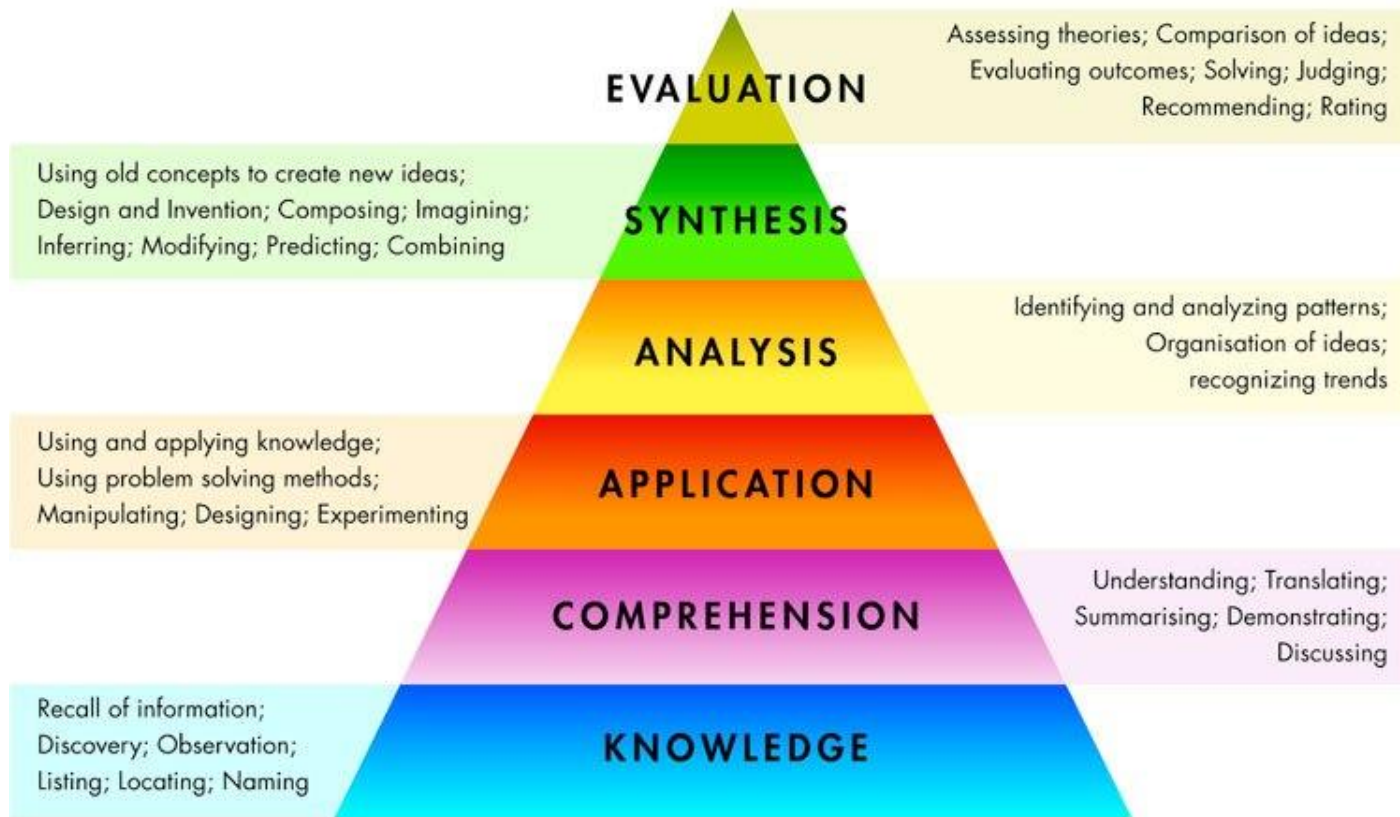 EVALUATION
Assessing theories; Comparison of ideas;
Evaluating outcomes; Solving; Judging;
Recommending; Rating
Using old concepts to create new ideas;
Design and Invention; Composing; Imagining;
Inferring; Modifying; Predicting; Combining
SYNTHESIS
ANALYSIS
Identifying and analyzing patterns;
Organisation of ideas;
recognizing trends
Using and applying knowledge;
Using problem solving methods;
Manipulating; Designing; Experimenting
APPLICATION
COMPREHENSION
Understanding; Translating;
Summarising; Demonstrating;
Discussing
Recall of information;
Discovery; Observation;
Listing; Locating; Naming
KNOWLEDGE